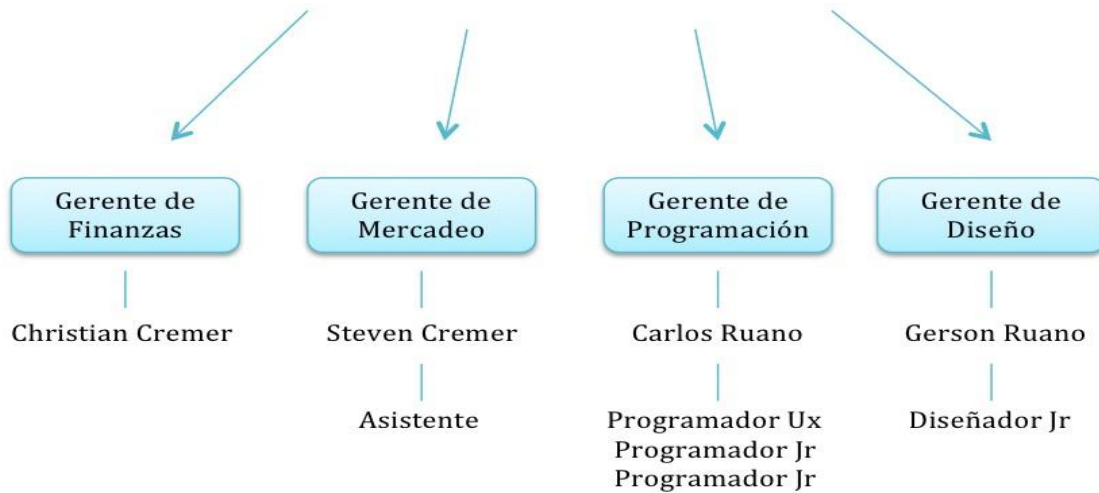 Gerente de
Finanzas
Gerente de
Mercadeo
Gerente de
Programación
Gerente de
Diseño
Christian Cremer
Steven Cremer
Carlos Ruano
Gerson Ruano
Asistente
Programador Ux
Programador Jr
Programador Jr
Diseñador Jr